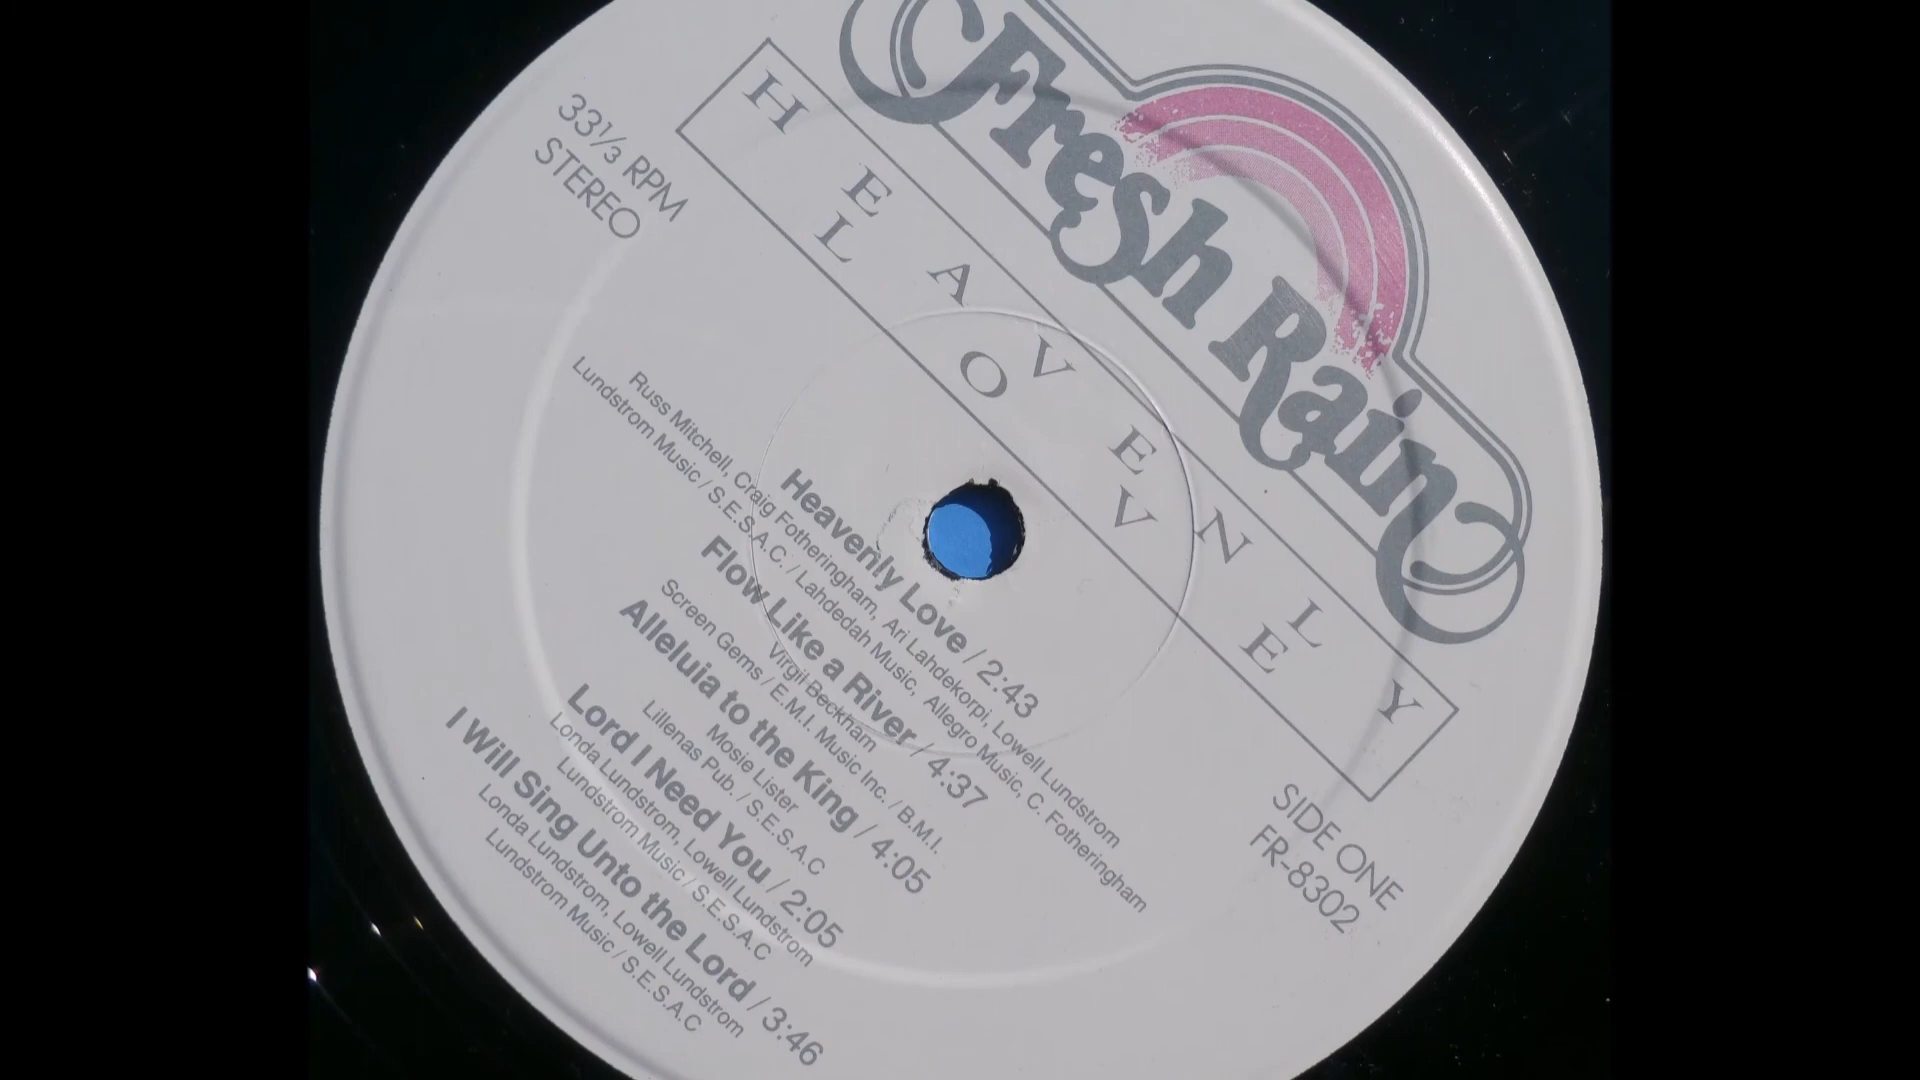 Fresh Rain
HEAVENLY
LOVE
33⅓ RPM
STEREO
SIDE ONE
FR-8302
Heavenly Love / 2:43
Russ Mitchell, Craig Fotheringham, Ari Lahdekorpi, Lowell Lundstrom
Lundstrom Music / S.E.S.A.C. / Lahdedah Music, Allegro Music, C. Fotheringham
Flow Like a River / 4:37
Virgil Beckham
Screen Gems / E.M.I. Music Inc. / B.M.I.
Alleluia to the King / 4:05
Mosie Lister
Lillenas Pub. / S.E.S.A.C
Lord I Need You / 2:05
Londa Lundstrom, Lowell Lundstrom
Lundstrom Music / S.E.S.A.C
I Will Sing Unto the Lord / 3:46
Londa Lundstrom, Lowell Lundstrom
Lundstrom Music / S.E.S.A.C